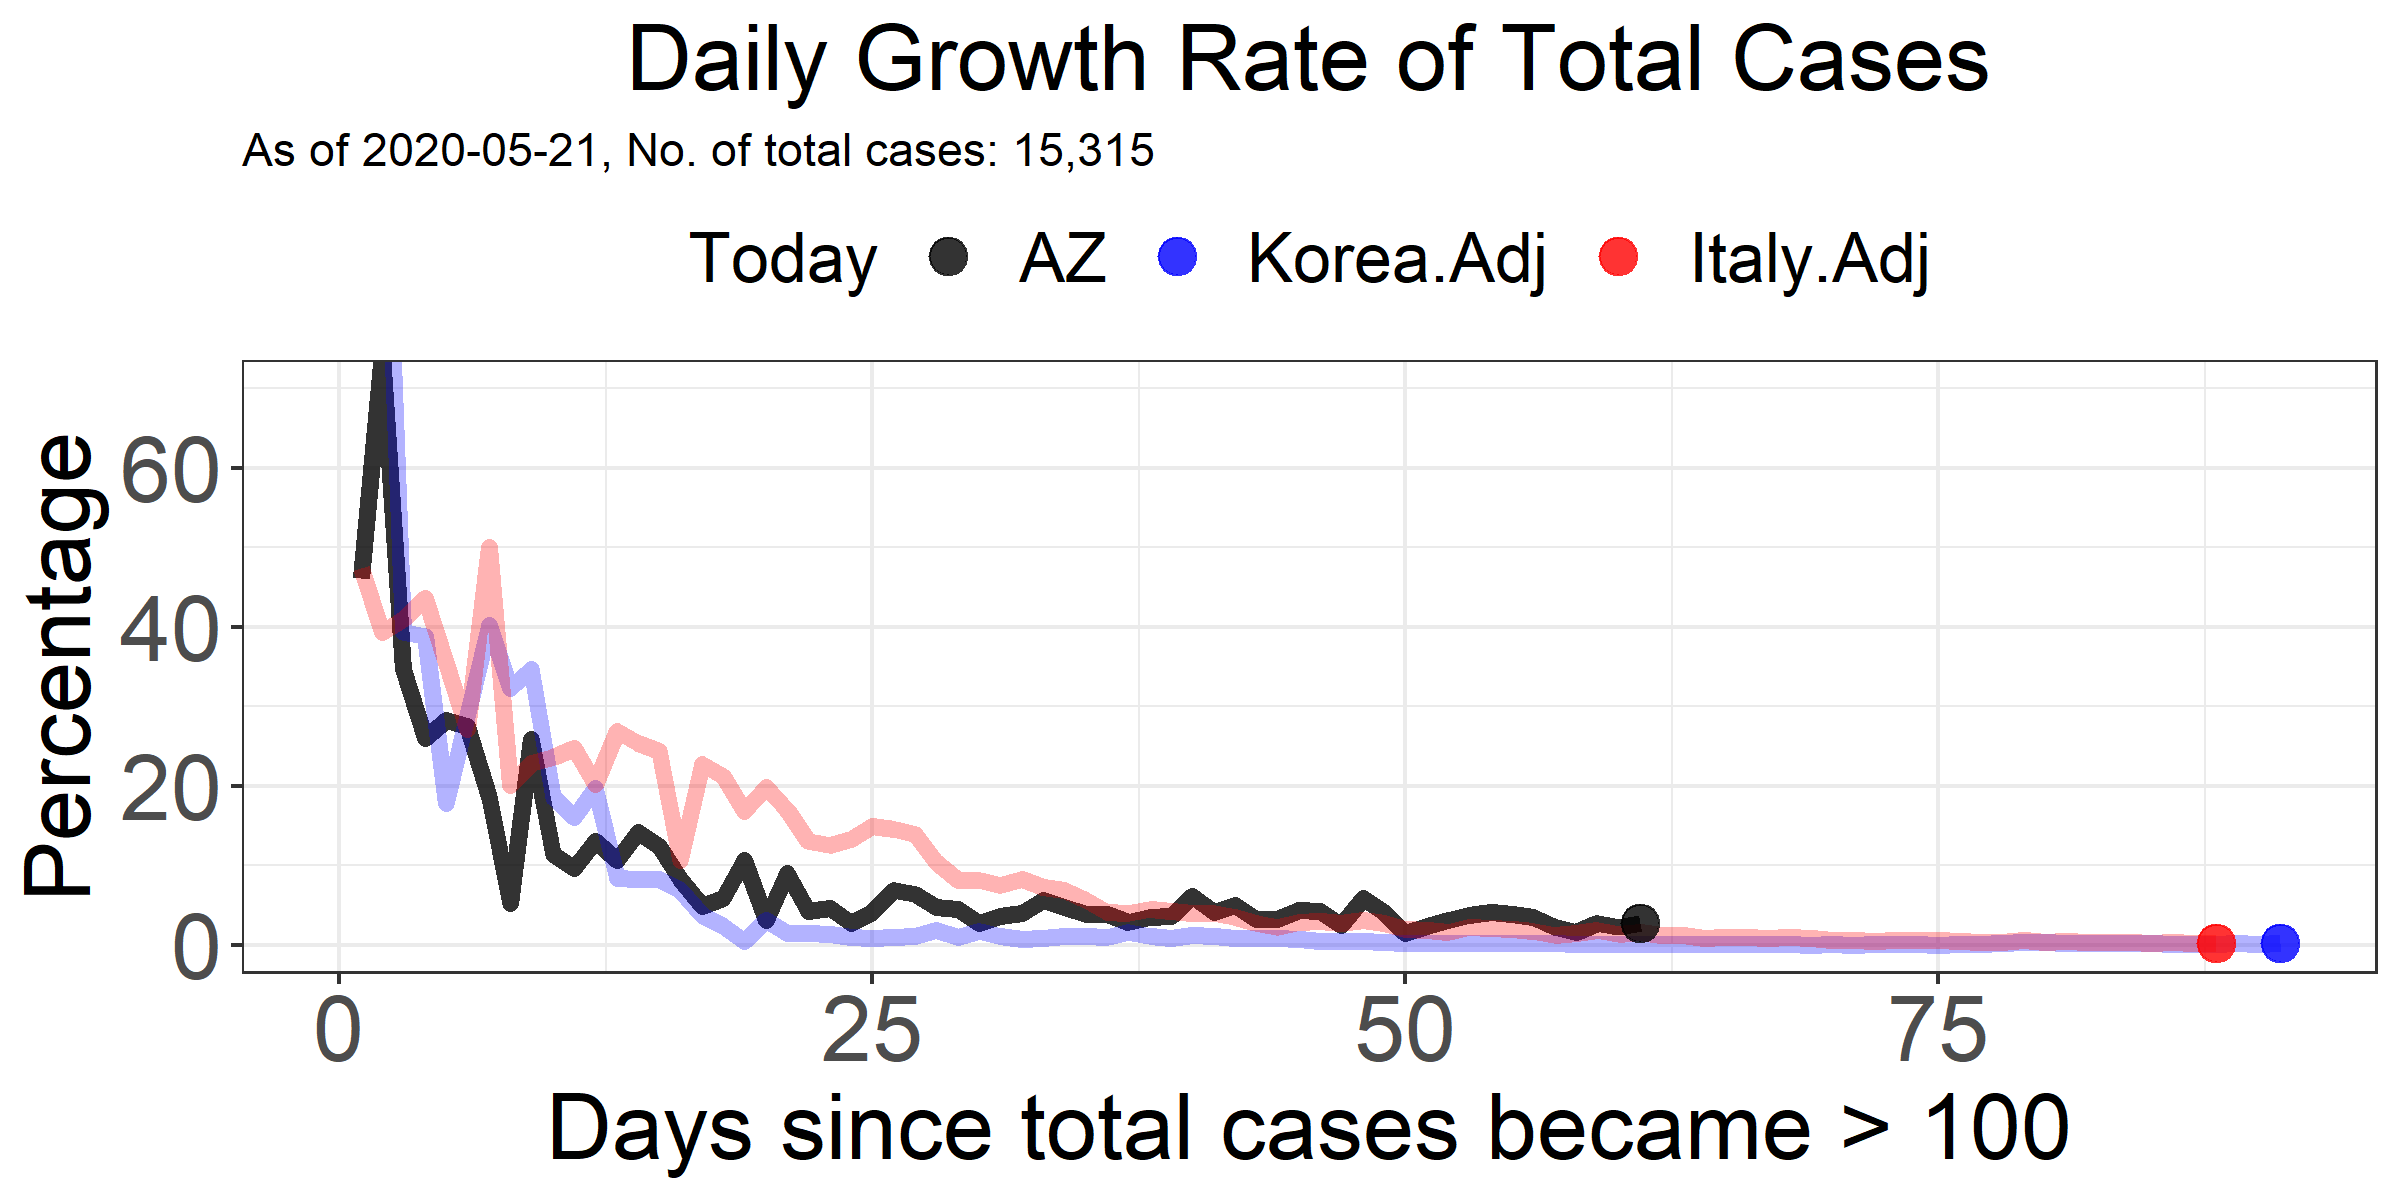 Daily Growth Rate of Total Cases
As of 2020-05-21, No. of total cases: 15,315
Today AZ Korea.Adj Italy.Adj
Percentage
60
40
20
0
0 25 50 75
Days since total cases became > 100